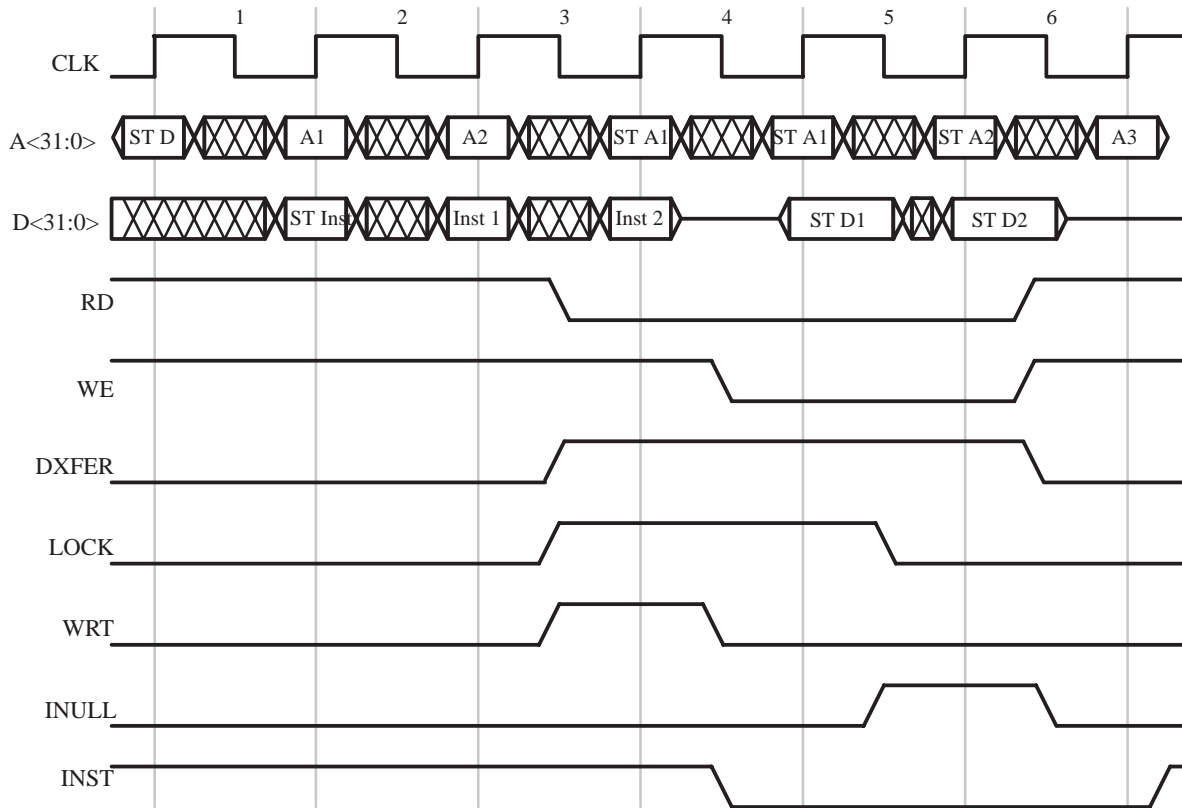 1 2 3 4 5 6
CLK
A<31:0> ST D A1 A2 ST A1 ST A1 ST A2 A3
D<31:0> ST Inst Inst 1 Inst 2 ST D1 ST D2
RD
WE
DXFER
LOCK
WRT
INULL
INST